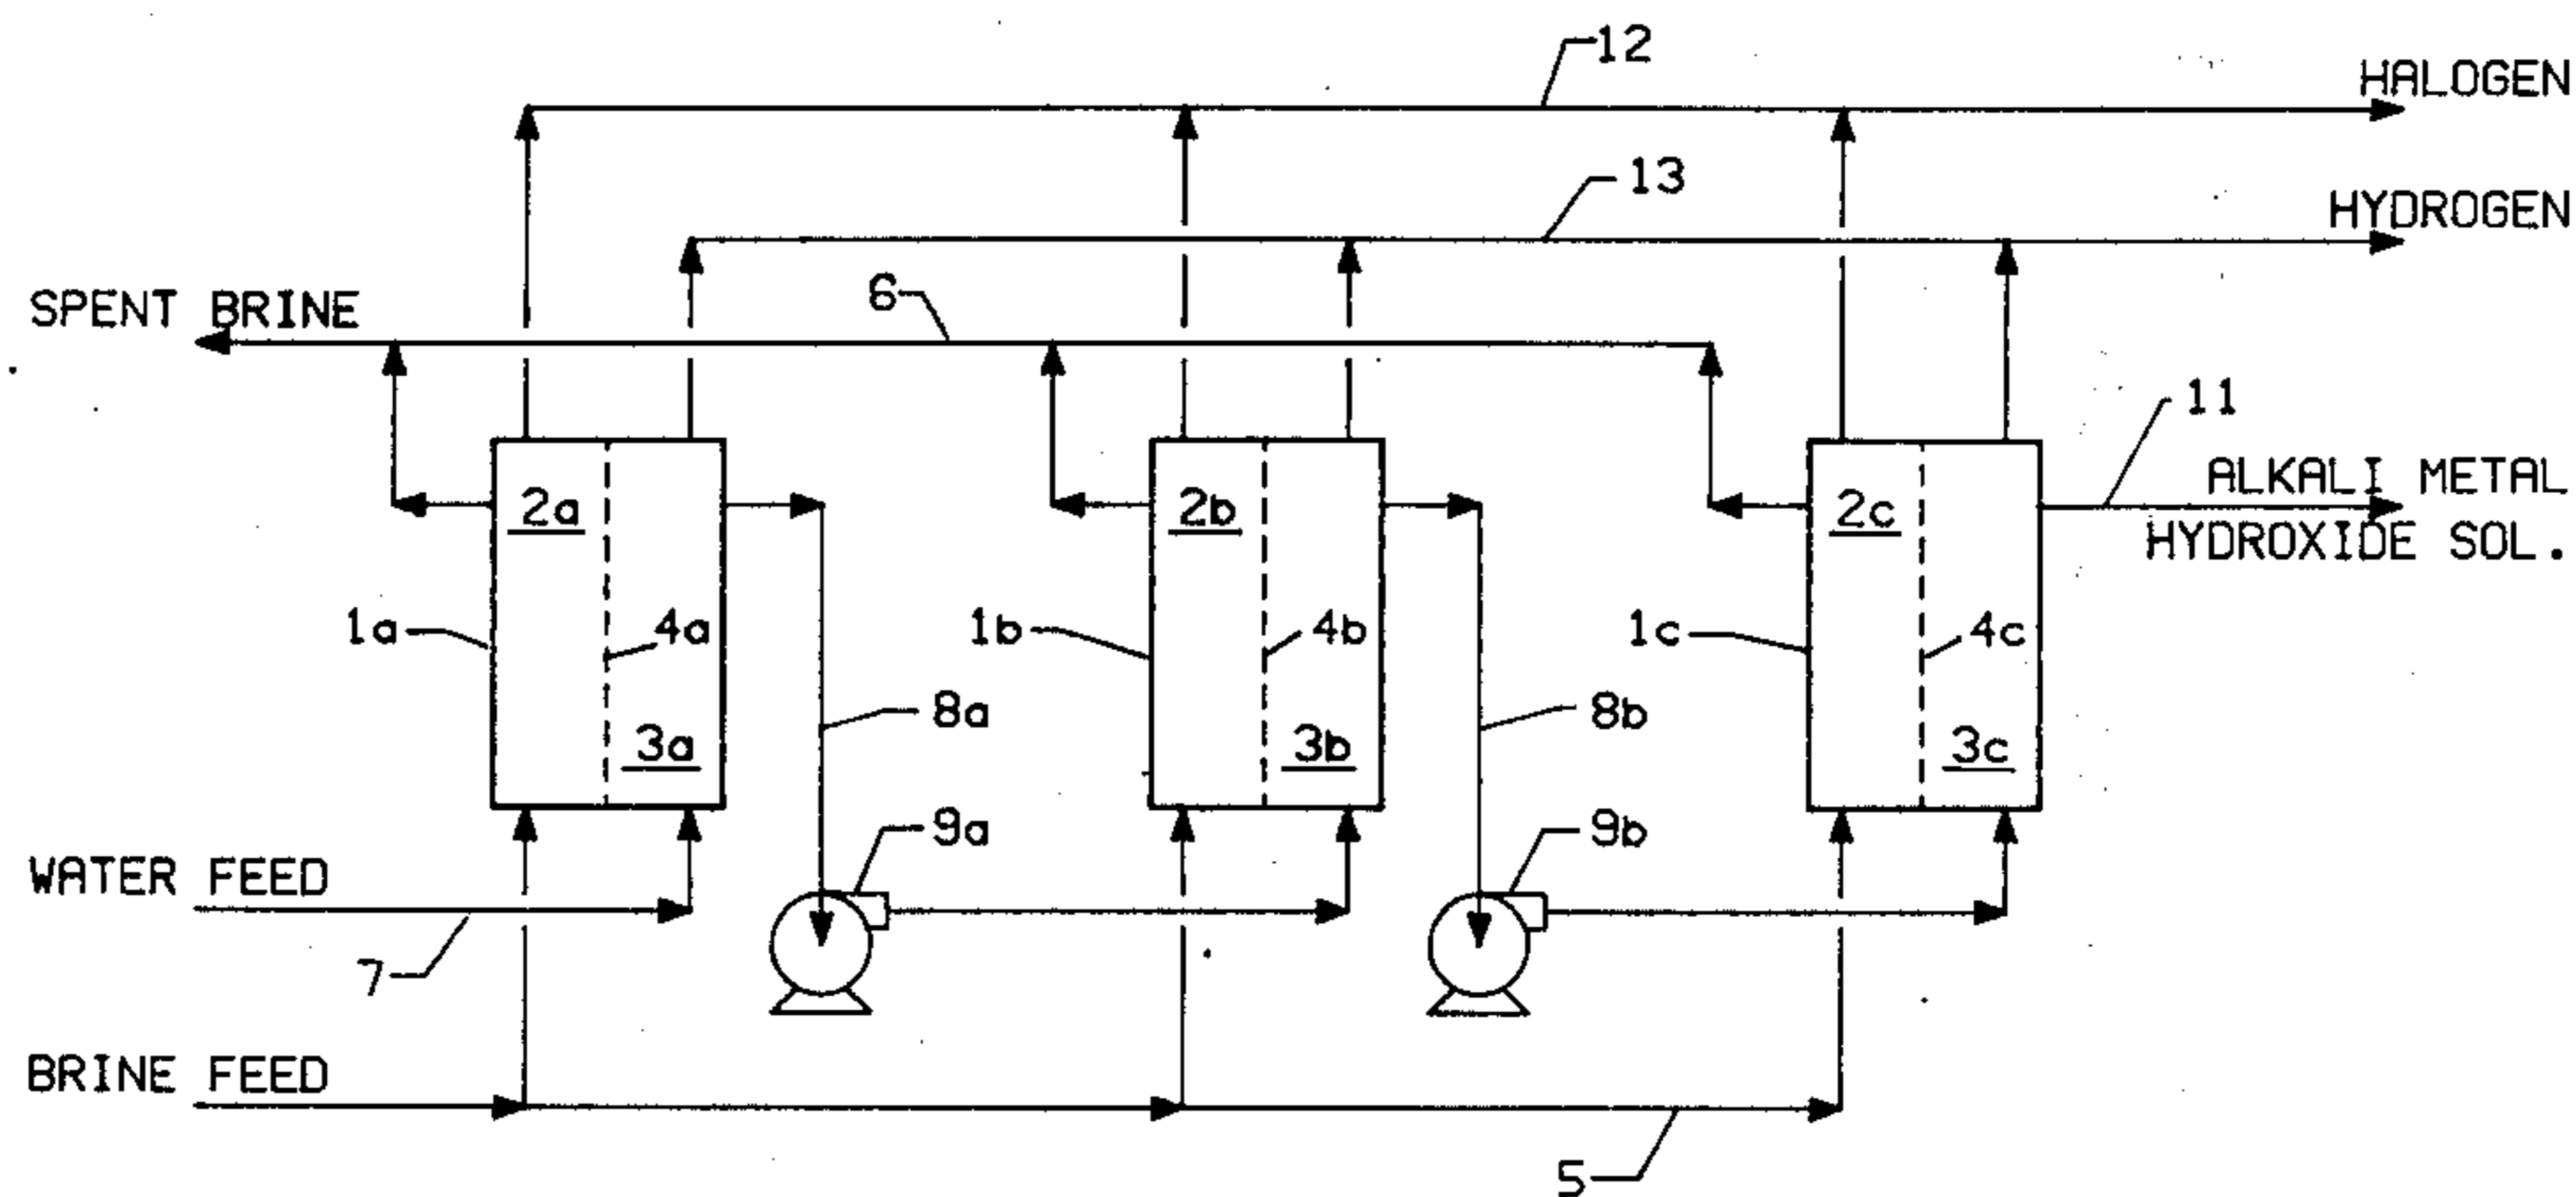 12
HALOGEN
13
HYDROGEN
6
SPENT BRINE
11
ALKALI METAL
HYDROXIDE SOL.
2a
2b
2c
1a
4a
1b
4b
1c
4c
8a
8b
3a
3b
3c
9a
9b
WATER FEED
7
BRINE FEED
5